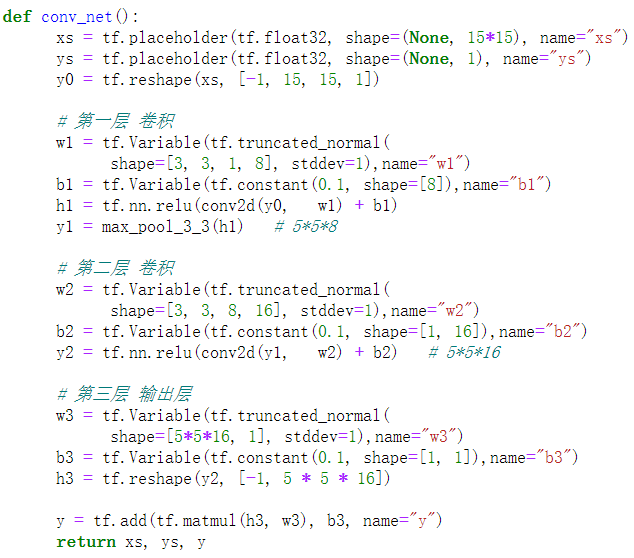 def conv_net():
    xs = tf.placeholder(tf.float32, shape=(None, 15*15), name="xs")
    ys = tf.placeholder(tf.float32, shape=(None, 1), name="ys")
    y0 = tf.reshape(xs, [-1, 15, 15, 1])

    # 第一层 卷积
    w1 = tf.Variable(tf.truncated_normal(
         shape=[3, 3, 1, 8], stddev=1),name="w1")
    b1 = tf.Variable(tf.constant(0.1, shape=[8]),name="b1")
    h1 = tf.nn.relu(conv2d(y0,  w1) + b1)
    y1 = max_pool_3_3(h1)  # 5*5*8

    # 第二层 卷积
    w2 = tf.Variable(tf.truncated_normal(
         shape=[3, 3, 8, 16], stddev=1),name="w2")
    b2 = tf.Variable(tf.constant(0.1, shape=[1, 16]),name="b2")
    y2 = tf.nn.relu(conv2d(y1,  w2) + b2)   # 5*5*16

    # 第三层 输出层
    w3 = tf.Variable(tf.truncated_normal(
         shape=[5*5*16, 1], stddev=1),name="w3")
    b3 = tf.Variable(tf.constant(0.1, shape=[1, 1]),name="b3")
    h3 = tf.reshape(y2, [-1, 5 * 5 * 16])

    y = tf.add(tf.matmul(h3, w3), b3, name="y")
    return xs, ys, y